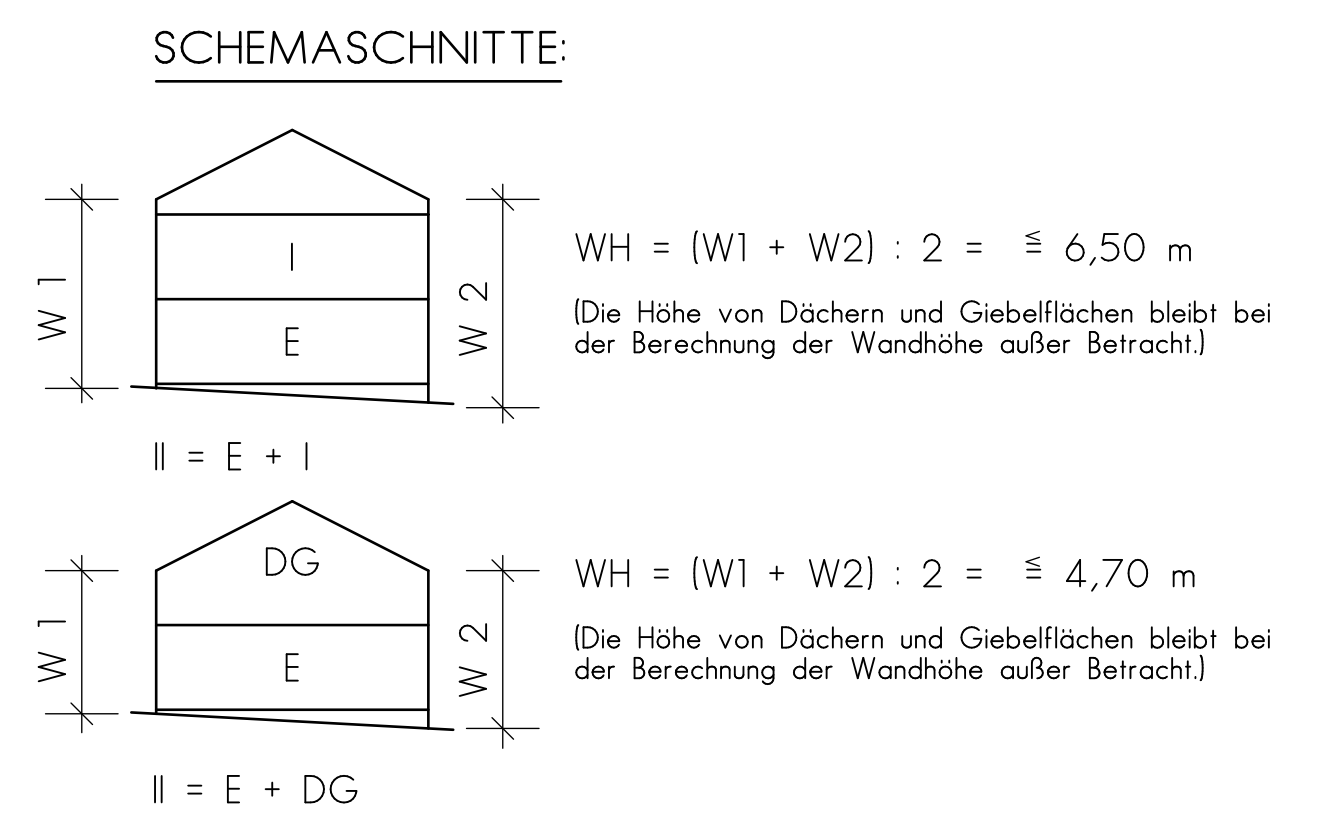 SCHEMASCHNITTE:
I
E
W 1
W 2
WH = (W1 + W2) : 2 = ≦ 6,50 m
(Die Höhe von Dächern und Giebelflächen bleibt bei
der Berechnung der Wandhöhe außer Betracht.)
II = E + I
DG
E
W 1
W 2
WH = (W1 + W2) : 2 = ≦ 4,70 m
(Die Höhe von Dächern und Giebelflächen bleibt bei
der Berechnung der Wandhöhe außer Betracht.)
II = E + DG